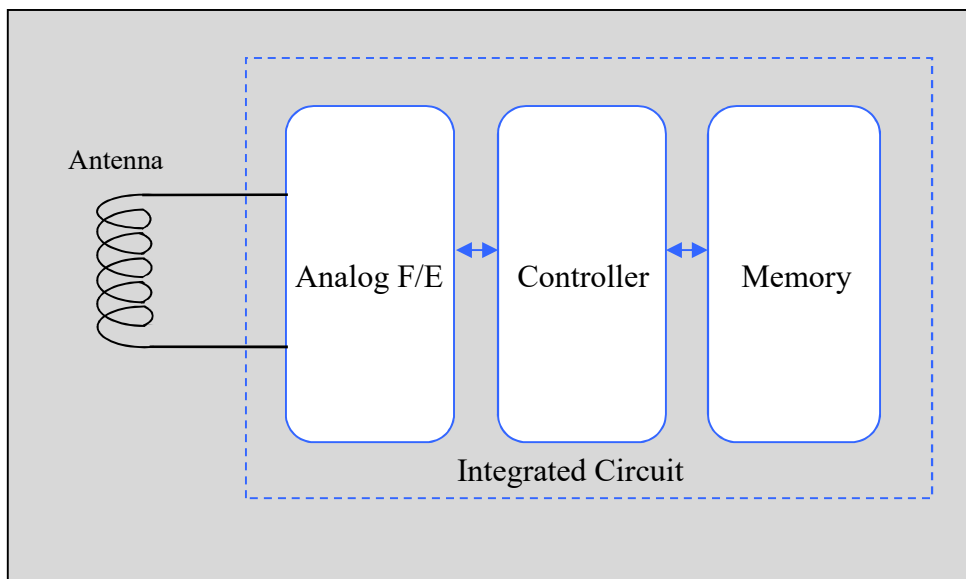 Antenna
Analog F/E
Controller
Memory
Integrated Circuit